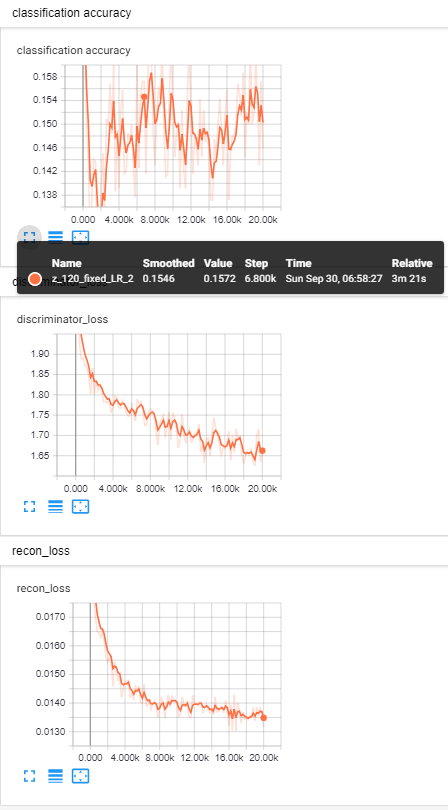 classification accuracy
classification accuracy
0.158
0.154
0.150
0.146
0.142
0.138
0.000 4.000k 8.000k 12.00k 16.00k 20.00k
Name Smoothed Value Step Time Relative
z_120_fixed_LR_2 0.1546 0.1572 6.800k Sun Sep 30, 06:58:27 3m 21s
discriminator_loss
discriminator_loss
1.90
1.85
1.80
1.75
1.70
1.65
0.000 4.000k 8.000k 12.00k 16.00k 20.00k
recon_loss
recon_loss
0.0170
0.0160
0.0150
0.0140
0.0130
0.000 4.000k 8.000k 12.00k 16.00k 20.00k